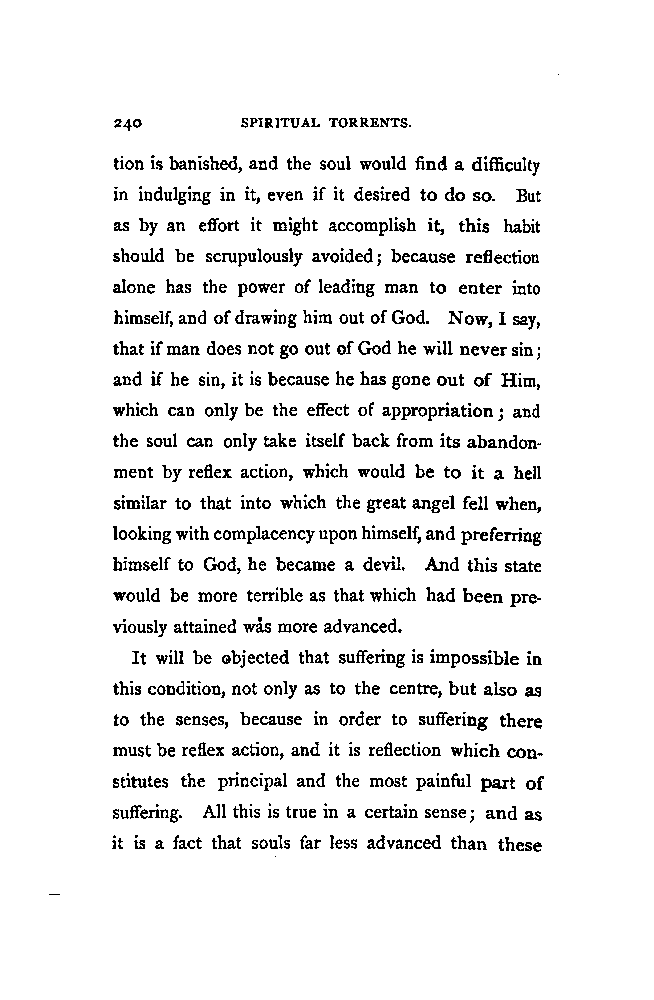 240 SPIRITUAL TORRENTS.
tion is banished, and the soul would find a difficulty
in indulging in it, even if it desired to do so. But
as by an effort it might accomplish it, this habit
should be scrupulously avoided; because reflection
alone has the power of leading man to enter into
himself, and of drawing him out of God. Now, I say,
that if man does not go out of God he will never sin;
and if he sin, it is because he has gone out of Him,
which can only be the effect of appropriation; and
the soul can only take itself back from its abandon-
ment by reflex action, which would be to it a hell
similar to that into which the great angel fell when,
looking with complacency upon himself, and preferring
himself to God, he became a devil. And this state
would be more terrible as that which had been pre-
viously attained was more advanced.
It will be objected that suffering is impossible in
this condition, not only as to the centre, but also as
to the senses, because in order to suffering there
must be reflex action, and it is reflection which con-
stitutes the principal and the most painful part of
suffering. All this is true in a certain sense; and as
it is a fact that souls far less advanced than these